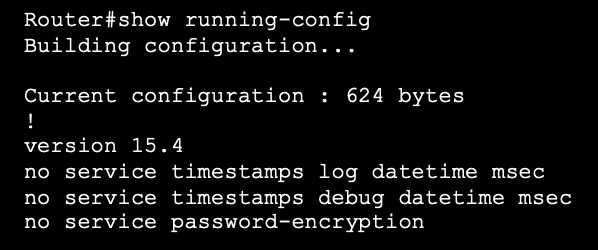 Router#show running-config
Building configuration...
Current configuration : 624 bytes
!
version 15.4
no service timestamps log datetime msec
no service timestamps debug datetime msec
no service password-encryption